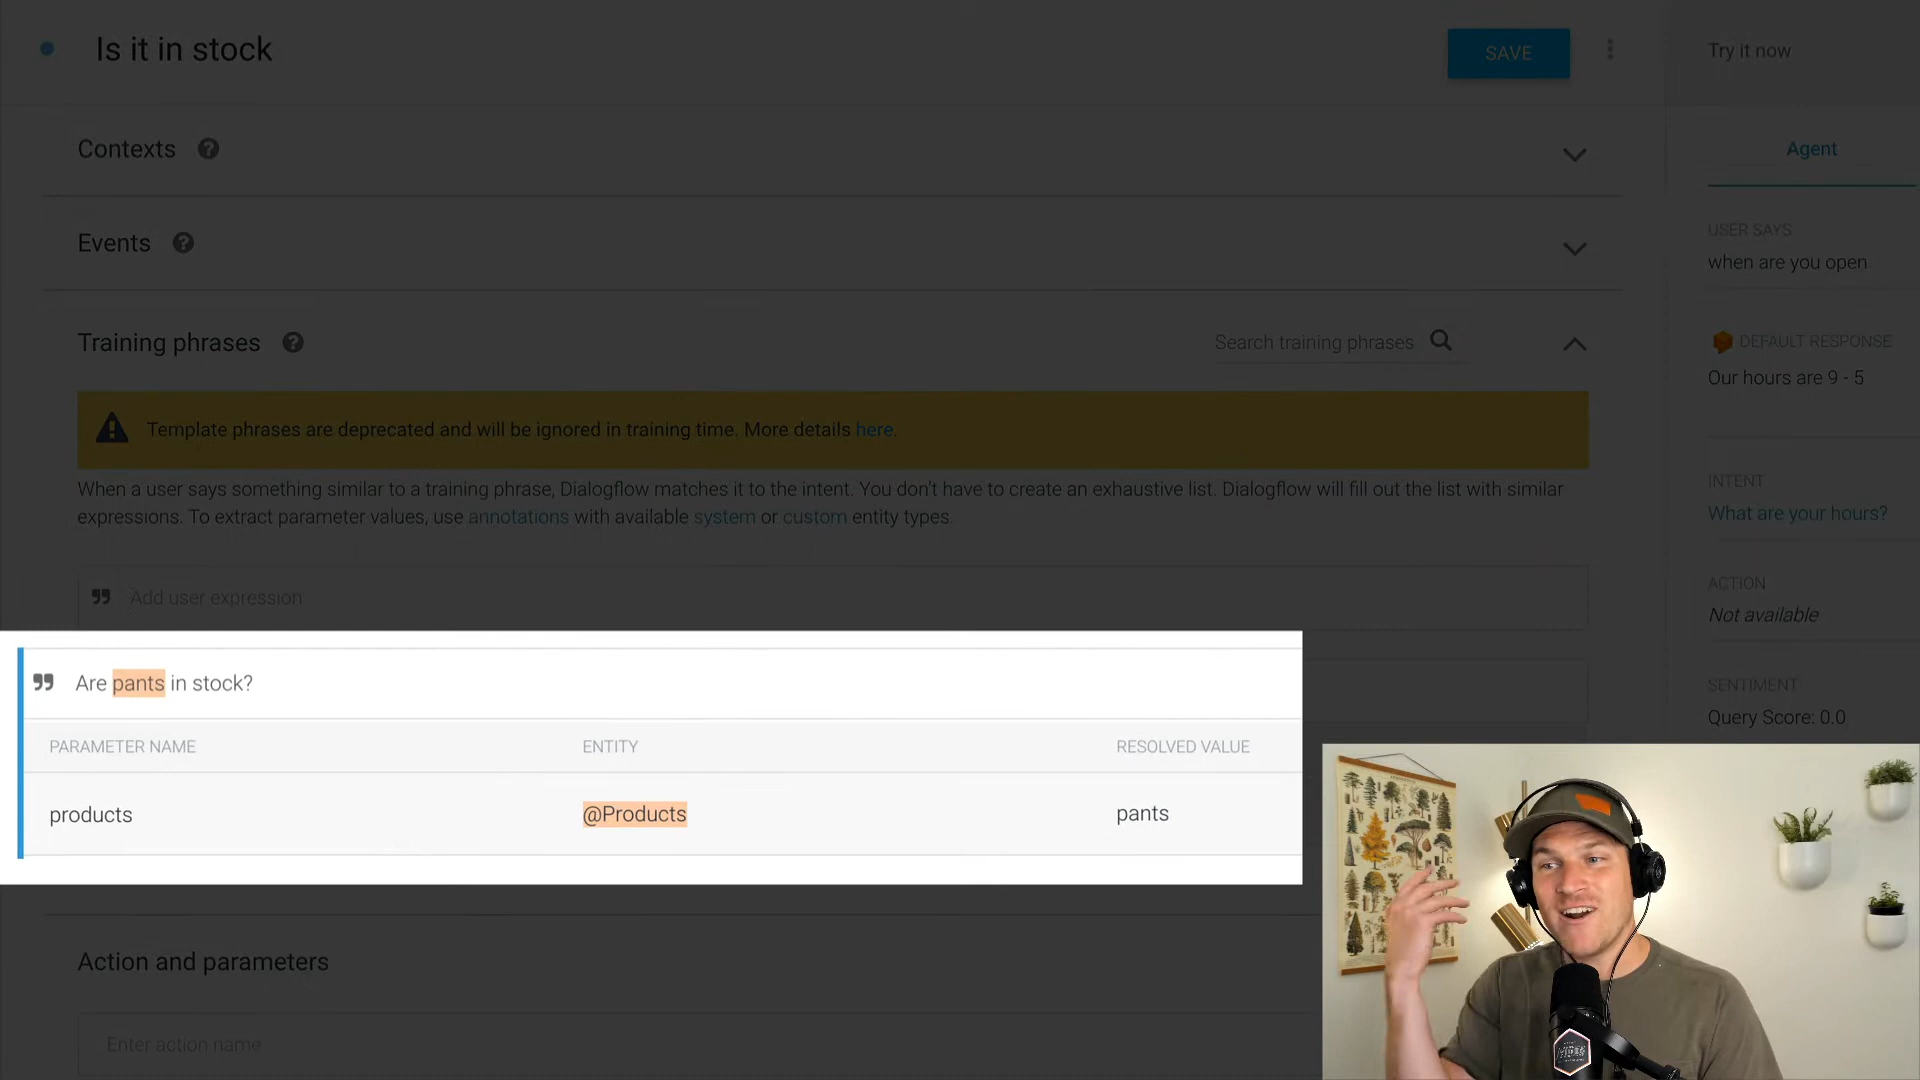 Is it in stock
SAVE
Try it now
Contexts
Agent
Events
USER SAYS
when are you open
Training phrases
Search training phrases
DEFAULT RESPONSE
Our hours are 9 - 5
Template phrases are deprecated and will be ignored in training time. More details here.
When a user says something similar to a training phrase, Dialogflow matches it to the intent. You don't have to create an exhaustive list. Dialogflow will fill out the list with similar
expressions. To extract parameter values, use annotations with available system or custom entity types.
INTENT
What are your hours?
Add user expression
ACTION
Not available
Are pants in stock?
SENTIMENT
Query Score: 0.0
PARAMETER NAME ENTITY RESOLVED VALUE
products @Products pants
Action and parameters
Enter action name